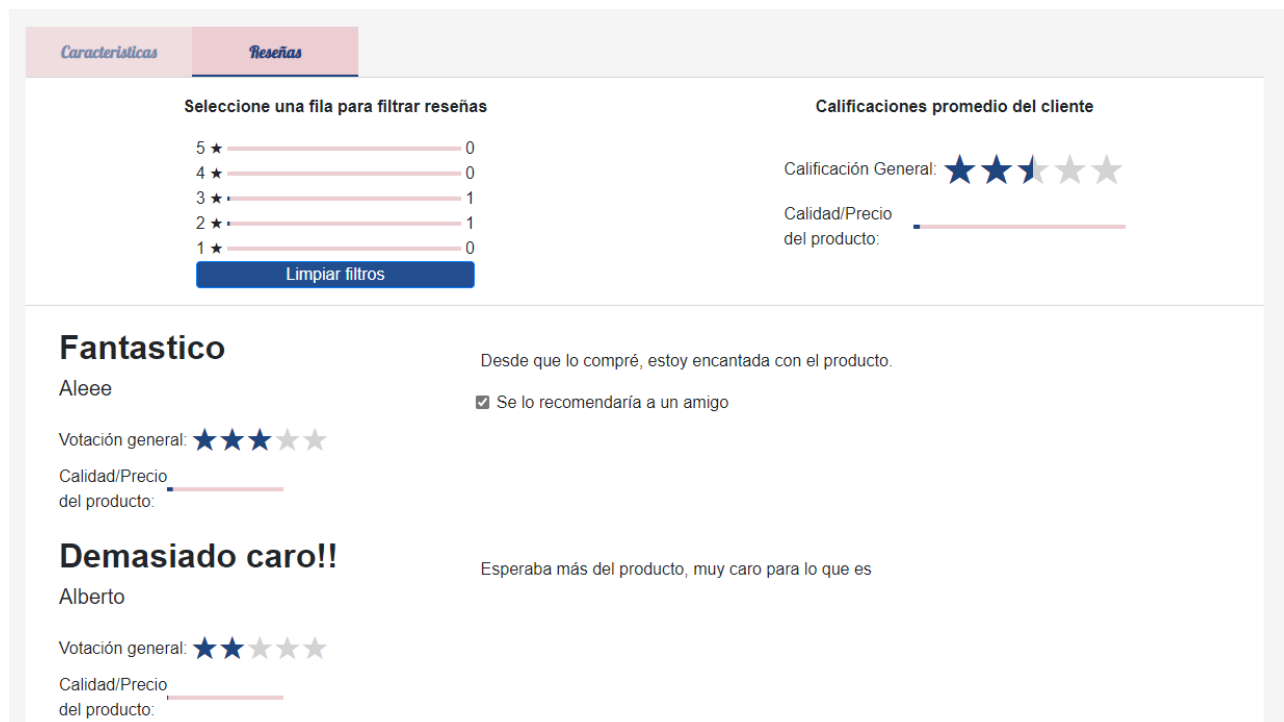 Caracteristicas
Reseñas
Seleccione una fila para filtrar reseñas
5 ★ 0
4 ★ 0
3 ★ 1
2 ★ 1
1 ★ 0
Limpiar filtros
Calificaciones promedio del cliente
Calificación General:
Calidad/Precio
del producto:
Fantastico
Aleee
Votación general:
Calidad/Precio
del producto:
Desde que lo compré, estoy encantada con el producto.
Se lo recomendaría a un amigo
Demasiado caro!!
Alberto
Votación general:
Calidad/Precio
del producto:
Esperaba más del producto, muy caro para lo que es